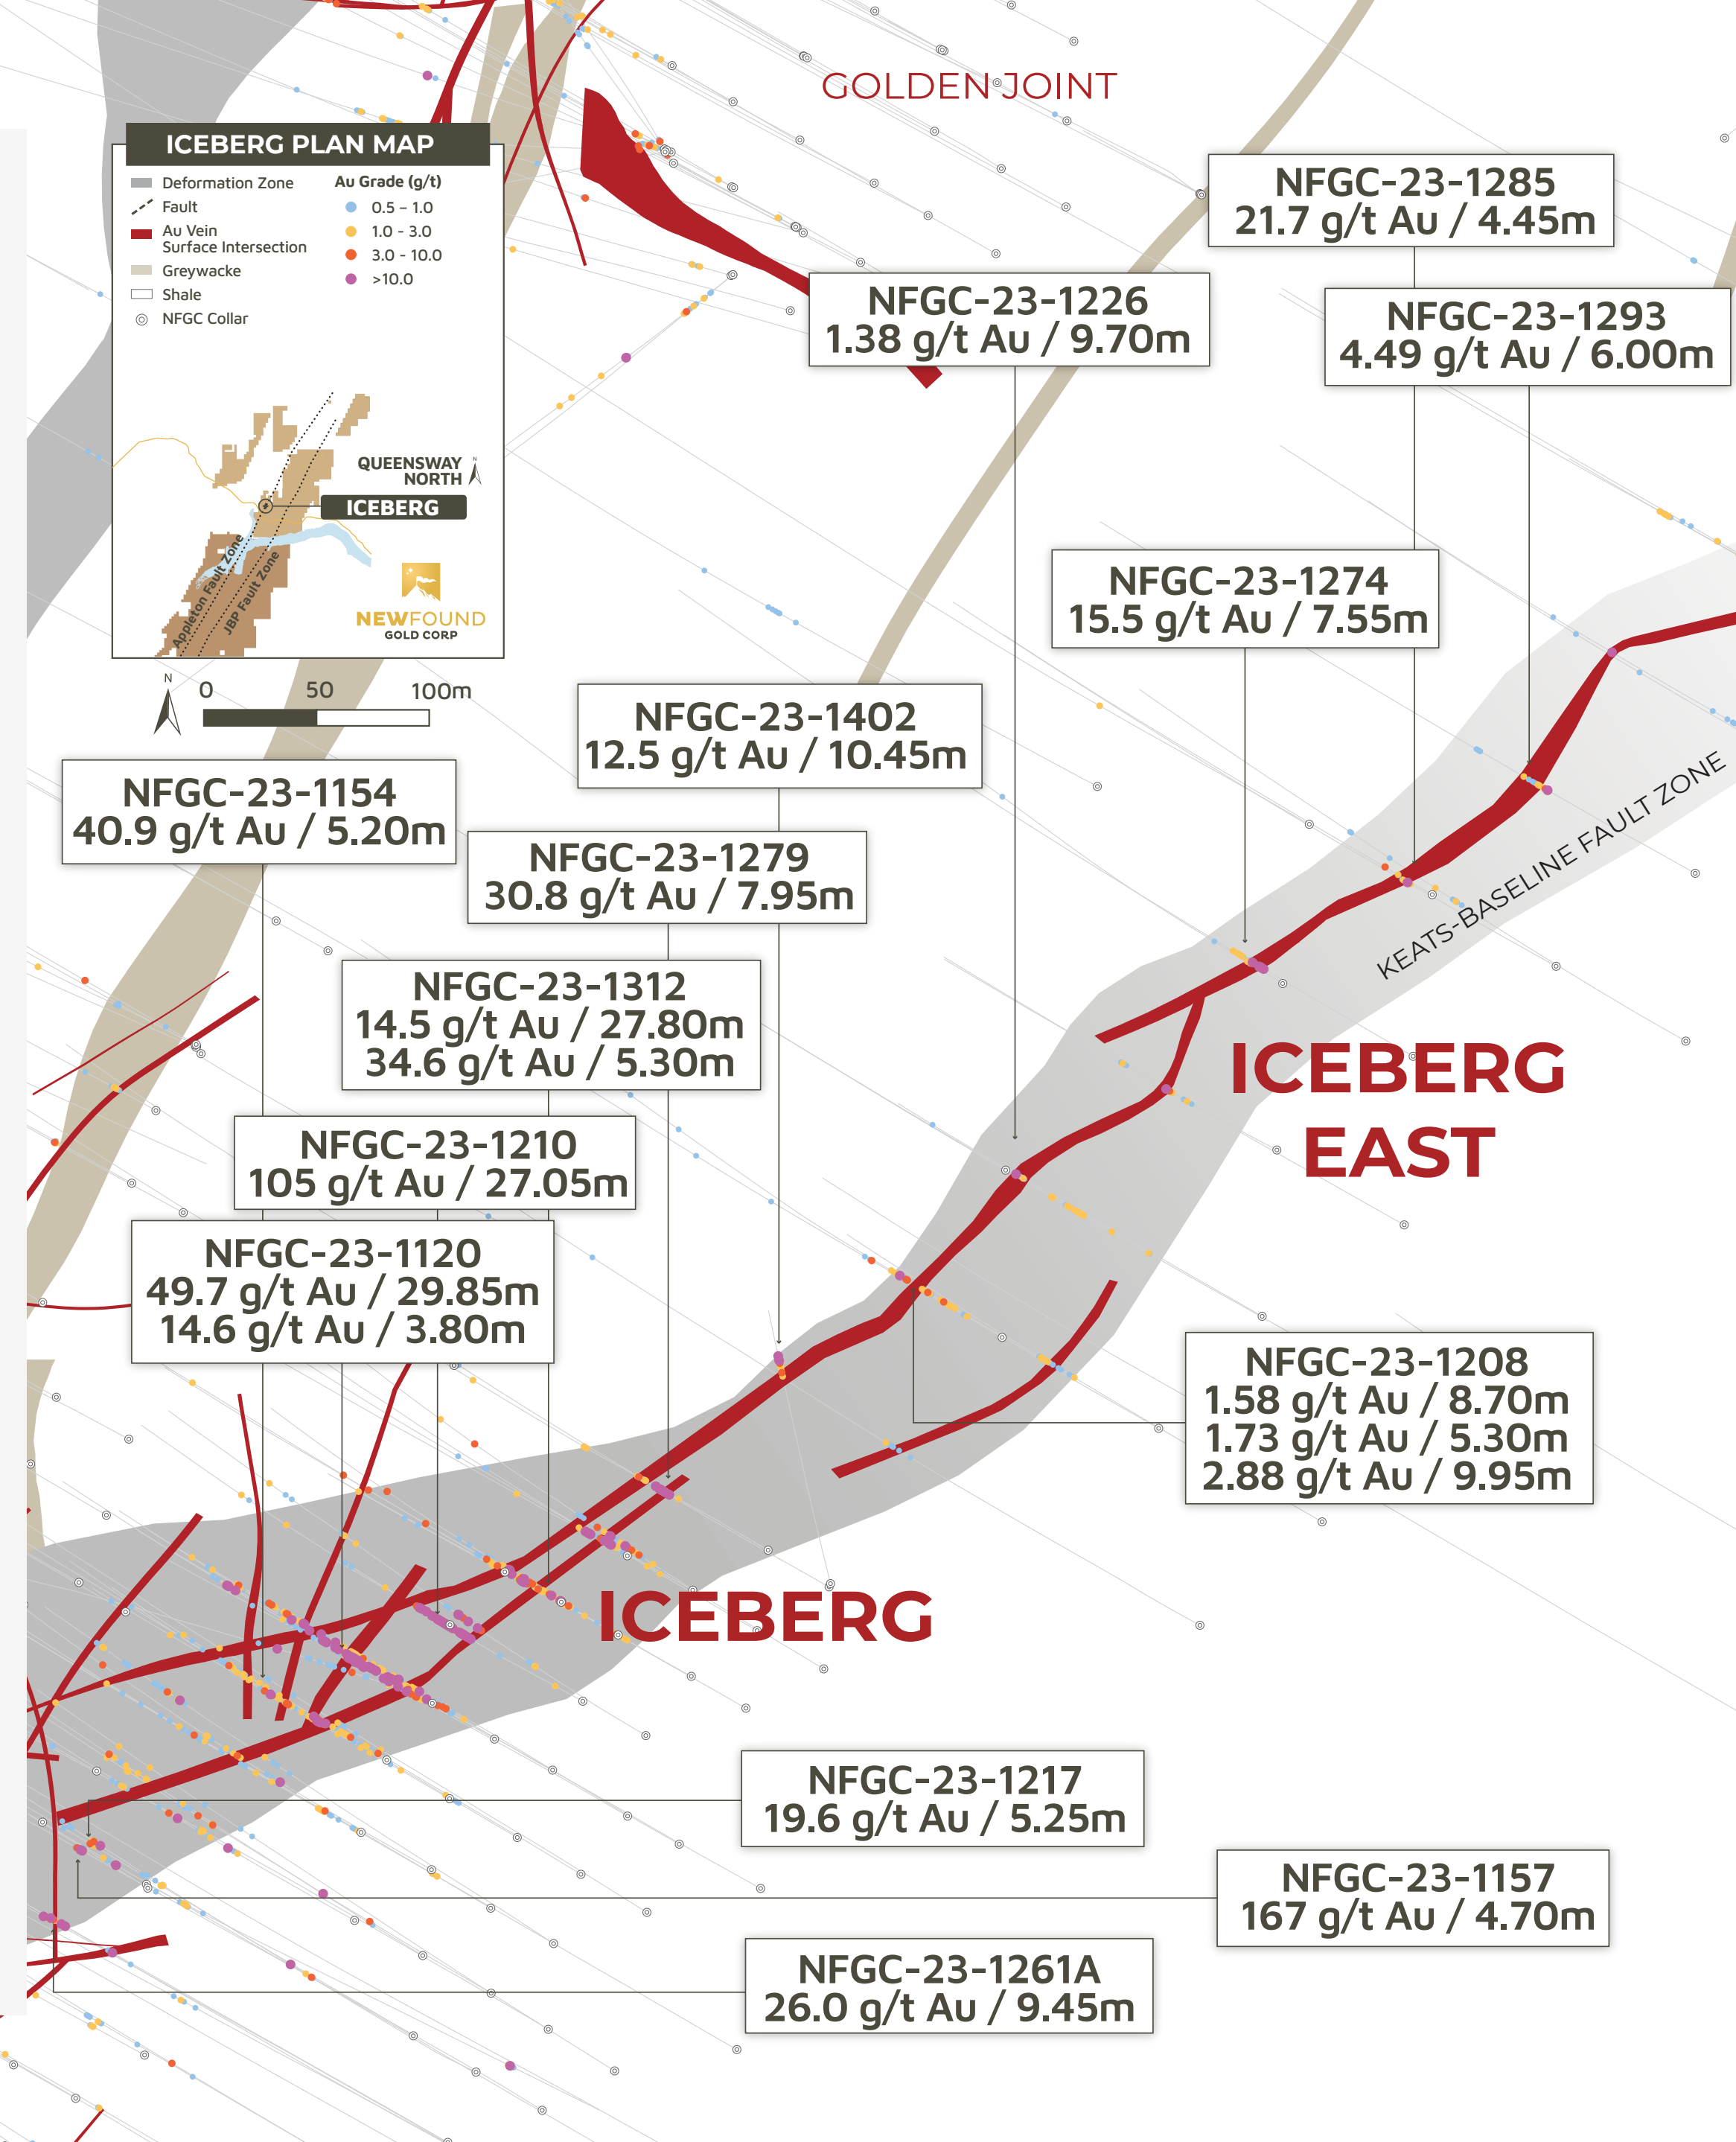 GOLDEN JOINT
ICEBERG PLAN MAP
Deformation Zone
Fault
Au Vein
Surface Intersection
Greywacke
Shale
NFGC Collar
Au Grade (g/t)
0.5 – 1.0
1.0 - 3.0
3.0 - 10.0
>10.0
QUEENSWAY
NORTH
N
ICEBERG
Appleton Fault Zone
JBP Fault Zone
NEWFOUND
GOLD CORP
N
0 50 100m
NFGC-23-1285
21.7 g/t Au / 4.45m
NFGC-23-1226
1.38 g/t Au / 9.70m
NFGC-23-1293
4.49 g/t Au / 6.00m
NFGC-23-1274
15.5 g/t Au / 7.55m
NFGC-23-1402
12.5 g/t Au / 10.45m
NFGC-23-1154
40.9 g/t Au / 5.20m
NFGC-23-1279
30.8 g/t Au / 7.95m
KEATS-BASELINE FAULT ZONE
NFGC-23-1312
14.5 g/t Au / 27.80m
34.6 g/t Au / 5.30m
ICEBERG
EAST
NFGC-23-1210
105 g/t Au / 27.05m
NFGC-23-1120
49.7 g/t Au / 29.85m
14.6 g/t Au / 3.80m
NFGC-23-1208
1.58 g/t Au / 8.70m
1.73 g/t Au / 5.30m
2.88 g/t Au / 9.95m
ICEBERG
NFGC-23-1217
19.6 g/t Au / 5.25m
NFGC-23-1157
167 g/t Au / 4.70m
NFGC-23-1261A
26.0 g/t Au / 9.45m